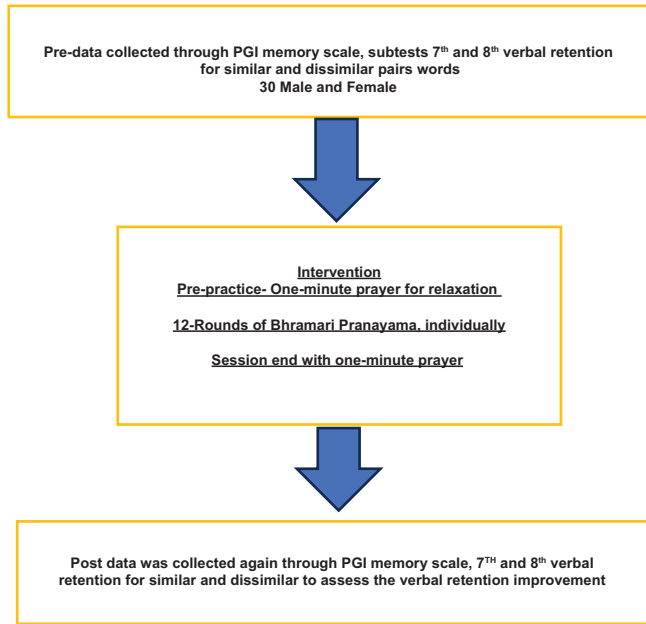 Pre-data collected through PGI memory scale, subtests 7th and 8th verbal retention
for similar and dissimilar pairs words
30 Male and Female
Intervention
Pre-practice- One-minute prayer for relaxation
12-Rounds of Bhramari Pranayama, individually
Session end with one-minute prayer
Post data was collected again through PGI memory scale, 7TH and 8th verbal
retention for similar and dissimilar to assess the verbal retention improvement